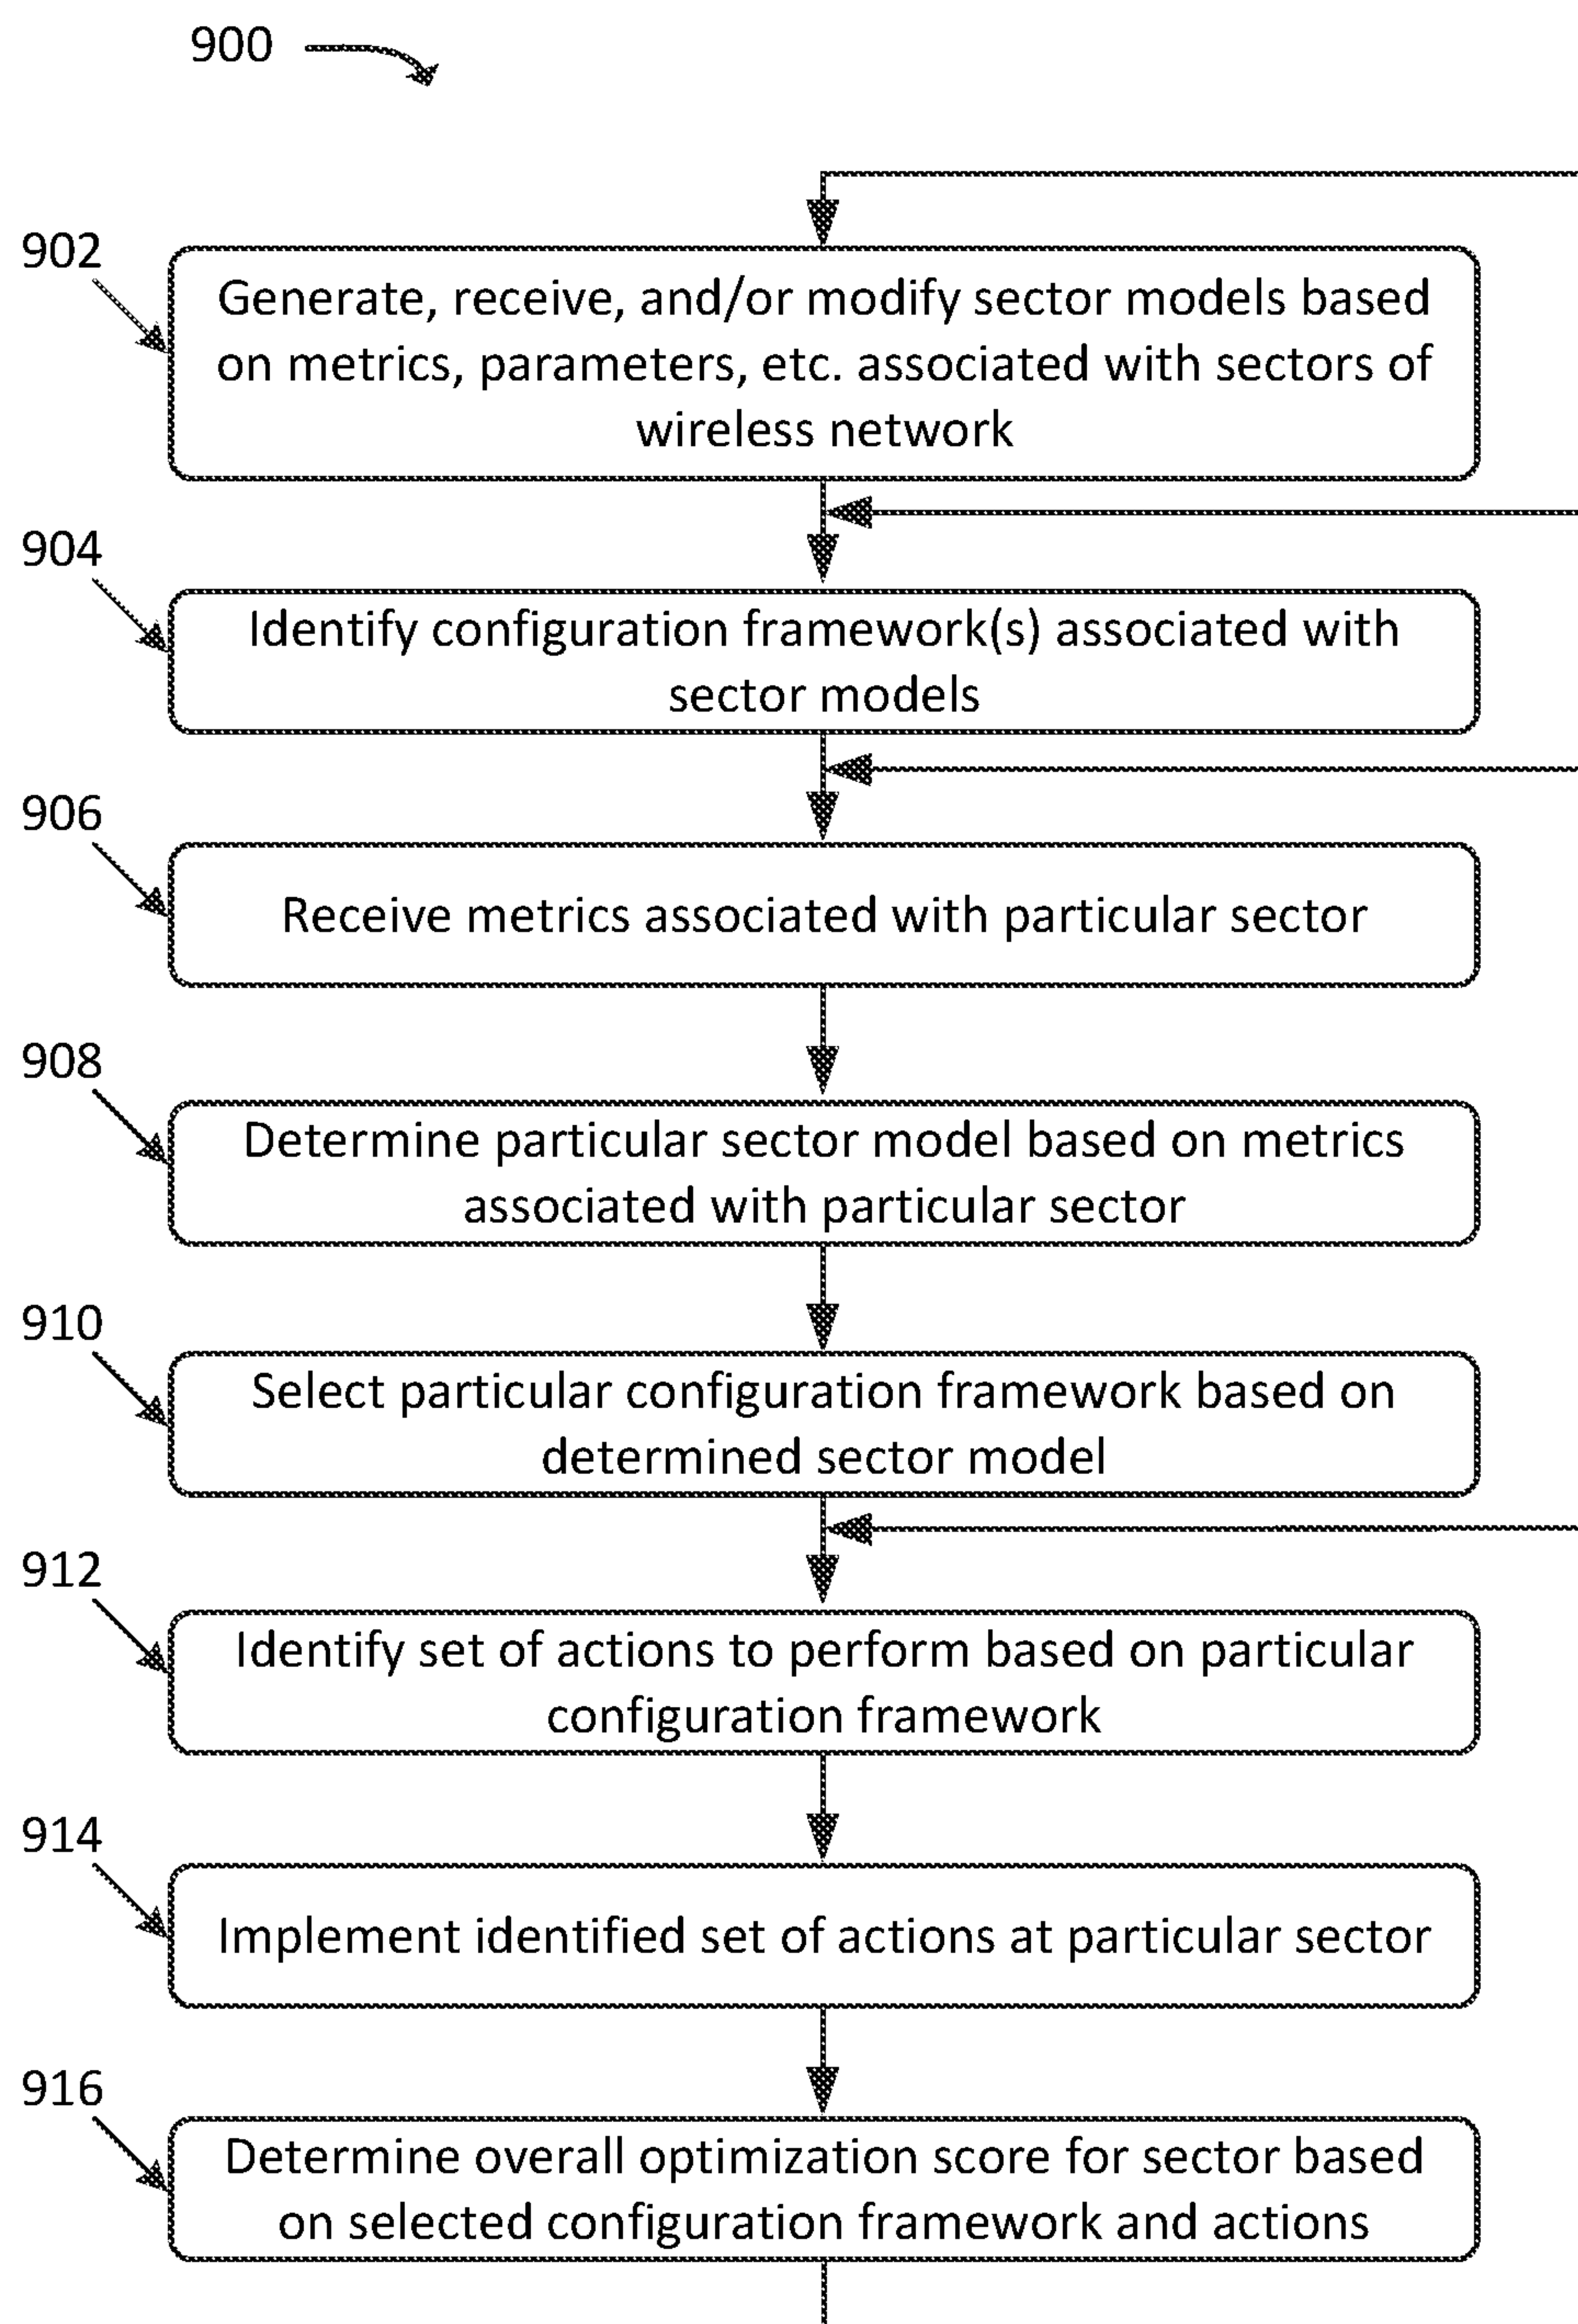 900
902
Generate, receive, and/or modify sector models based
on metrics, parameters, etc. associated with sectors of
wireless network
904
Identify configuration framework(s) associated with
sector models
906
Receive metrics associated with particular sector
908
Determine particular sector model based on metrics
associated with particular sector
910
Select particular configuration framework based on
determined sector model
912
Identify set of actions to perform based on particular
configuration framework
914
Implement identified set of actions at particular sector
916
Determine overall optimization score for sector based
on selected configuration framework and actions